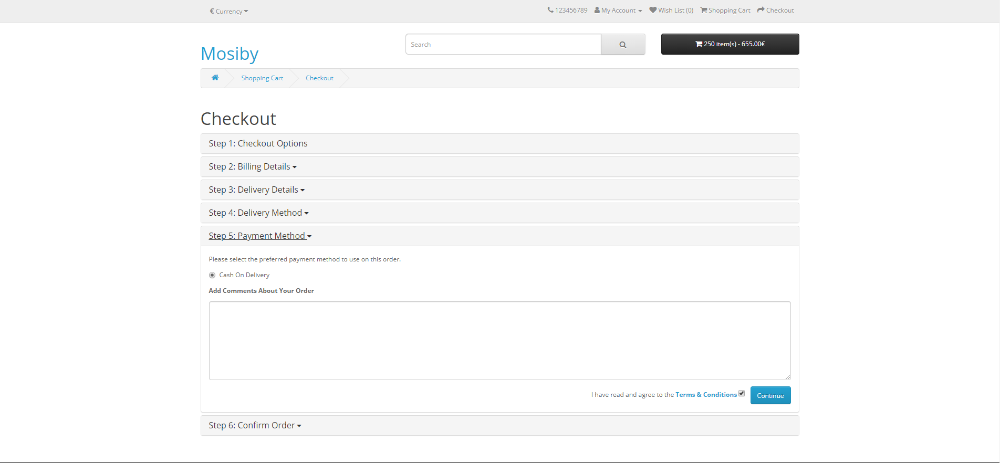 € Currency
123456789 My Account Wish List (0) Shopping Cart Checkout
Mosiby
Search
250 item(s) - 655.00€
Shopping Cart Checkout
Checkout
Step 1: Checkout Options
Step 2: Billing Details
Step 3: Delivery Details
Step 4: Delivery Method
Step 5: Payment Method
Please select the preferred payment method to use on this order.
Cash On Delivery
Add Comments About Your Order
I have read and agree to the Terms & Conditions
Continue
Step 6: Confirm Order